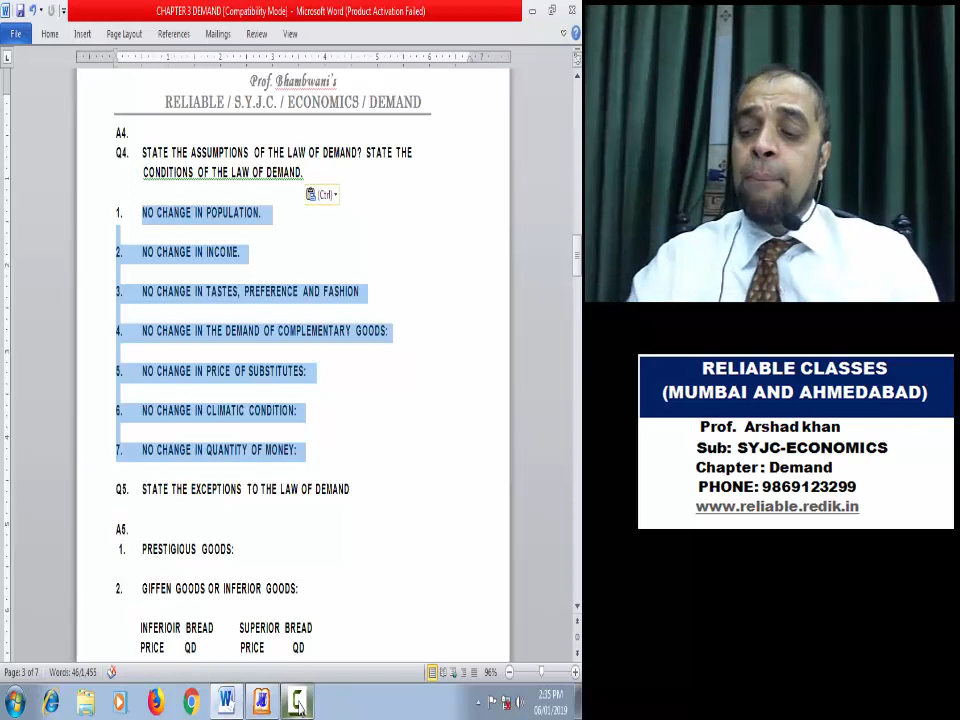 CHAPTER 3 DEMAND [Compatibility Mode] - Microsoft Word (Product Activation Failed)
File Home Insert Page Layout References Mailings Review View
Prof. Bhambwani's
RELIABLE / S.Y.J.C. / ECONOMICS / DEMAND
A4.
Q4. STATE THE ASSUMPTIONS OF THE LAW OF DEMAND? STATE THE
CONDITIONS OF THE LAW OF DEMAND.
(Ctrl)
1. NO CHANGE IN POPULATION.
2. NO CHANGE IN INCOME.
3. NO CHANGE IN TASTES, PREFERENCE AND FASHION
4. NO CHANGE IN THE DEMAND OF COMPLEMENTARY GOODS:
5. NO CHANGE IN PRICE OF SUBSTITUTES:
6. NO CHANGE IN CLIMATIC CONDITION:
7. NO CHANGE IN QUANTITY OF MONEY:
Q5. STATE THE EXCEPTIONS TO THE LAW OF DEMAND
A5.
1. PRESTIGIOUS GOODS:
2. GIFFEN GOODS OR INFERIOR GOODS:
INFERIOIR BREAD SUPERIOR BREAD
PRICE QD PRICE QD
Page: 3 of 7 Words: 46/1,455 96%
2:35 PM
06/01/2019
RELIABLE CLASSES
(MUMBAI AND AHMEDABAD)
Prof. Arshad khan
Sub: SYJC-ECONOMICS
Chapter : Demand
PHONE: 9869123299
www.reliable.redik.in